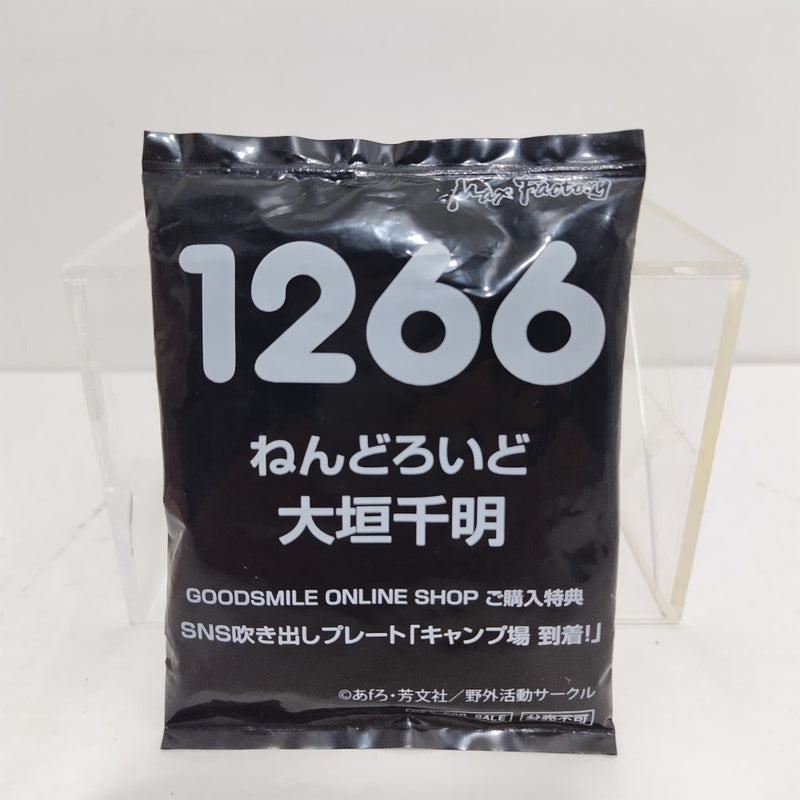 Max Factory
1266
ねんどろいど
大垣千明
GOODSMILE ONLINE SHOP ご購入特典
SNS吹き出しプレート「キャンプ場 到着!」
©あfろ・芳文社／野外活動サークル
SALE 分売不可